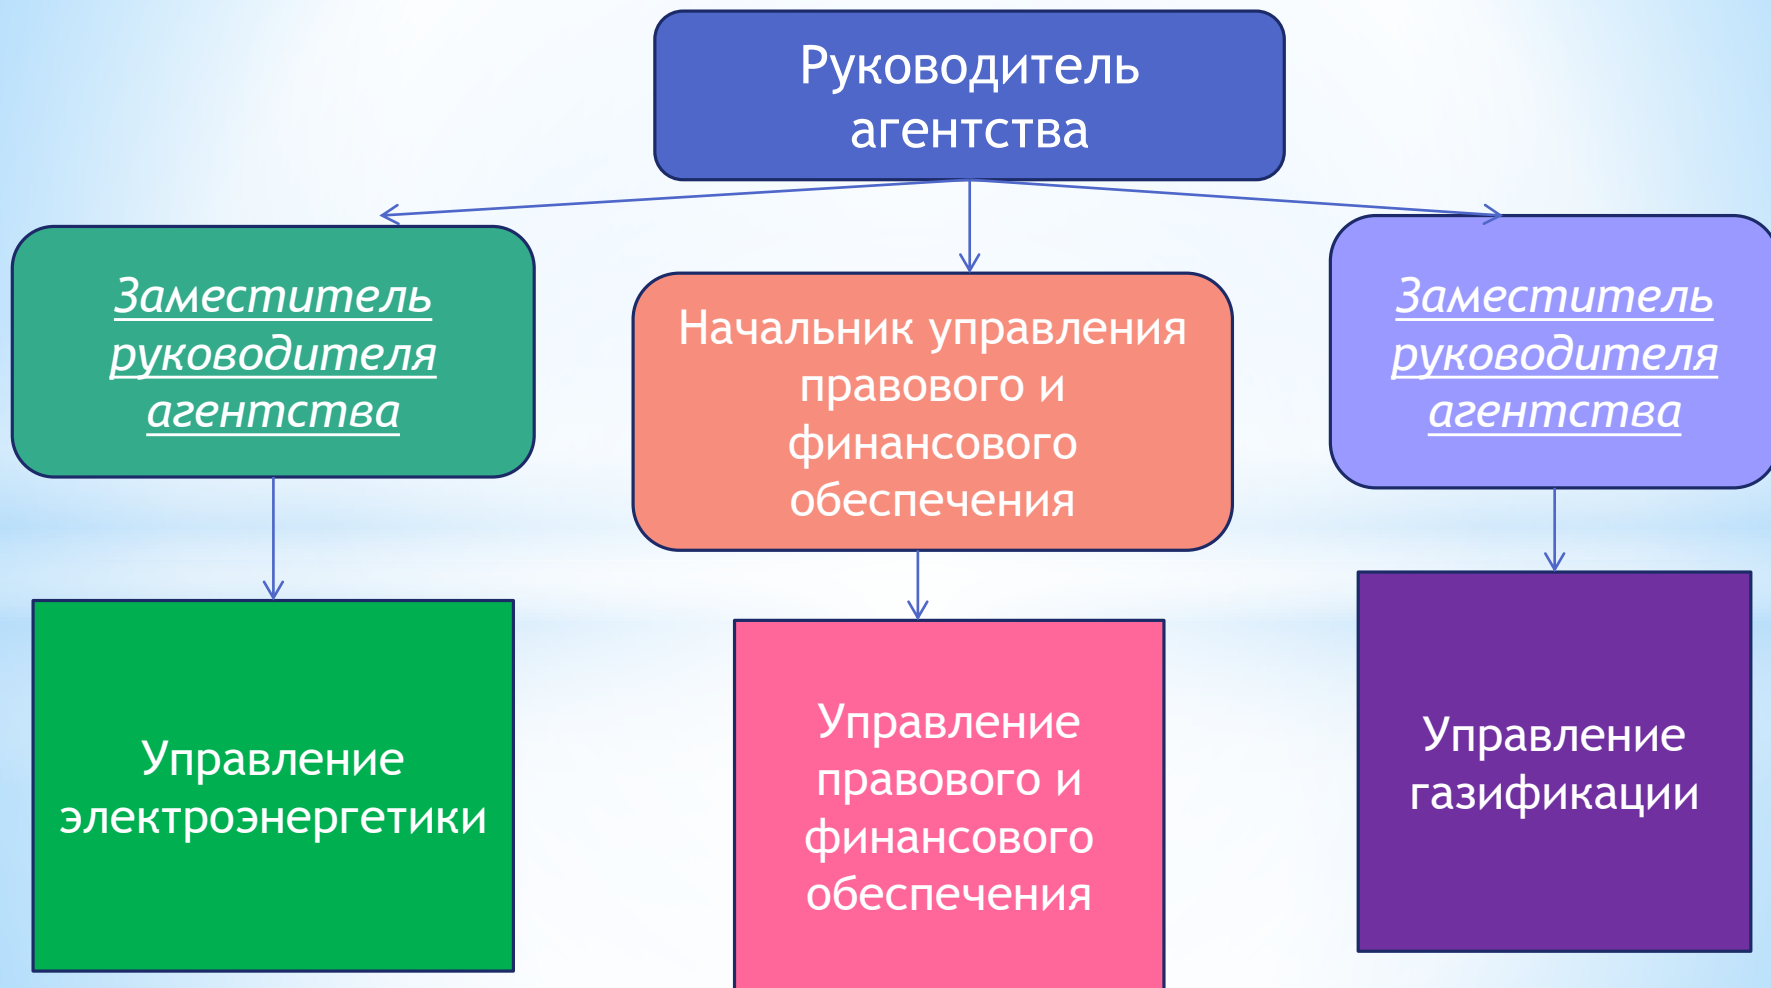 Руководитель
агентства
Заместитель
руководителя
агентства
Начальник управления
правового и
финансового
обеспечения
Заместитель
руководителя
агентства
Управление
электроэнергетики
Управление
правового и
финансового
обеспечения
Управление
газификации